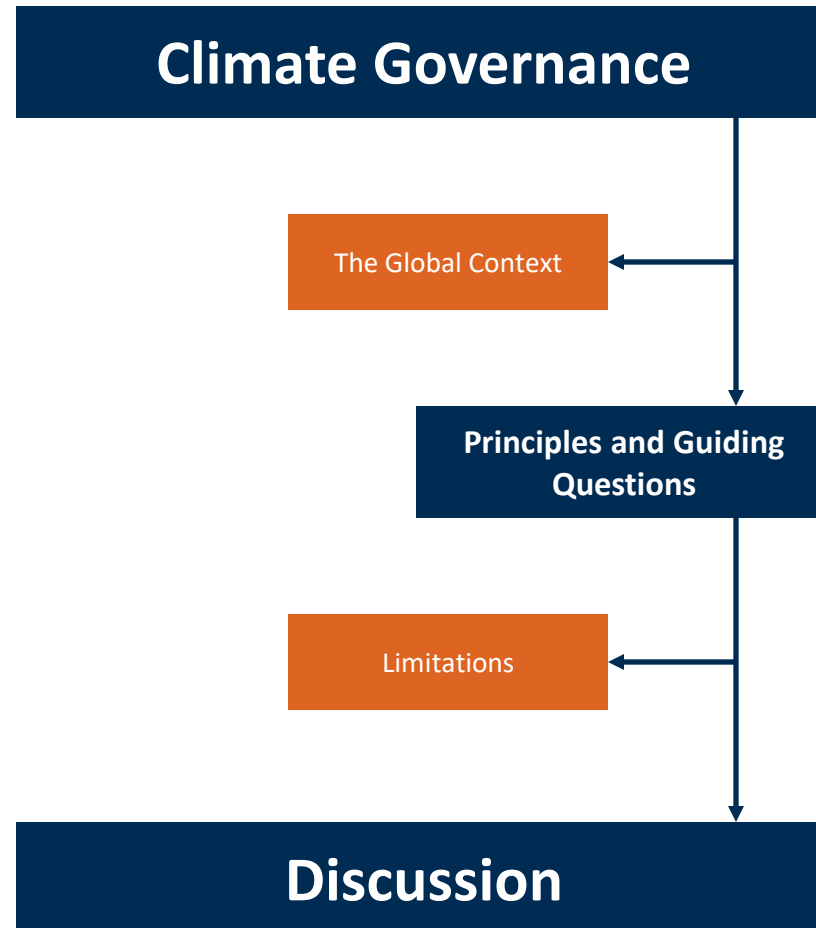 Climate Governance
The Global Context
Principles and Guiding
Questions
Limitations
Discussion